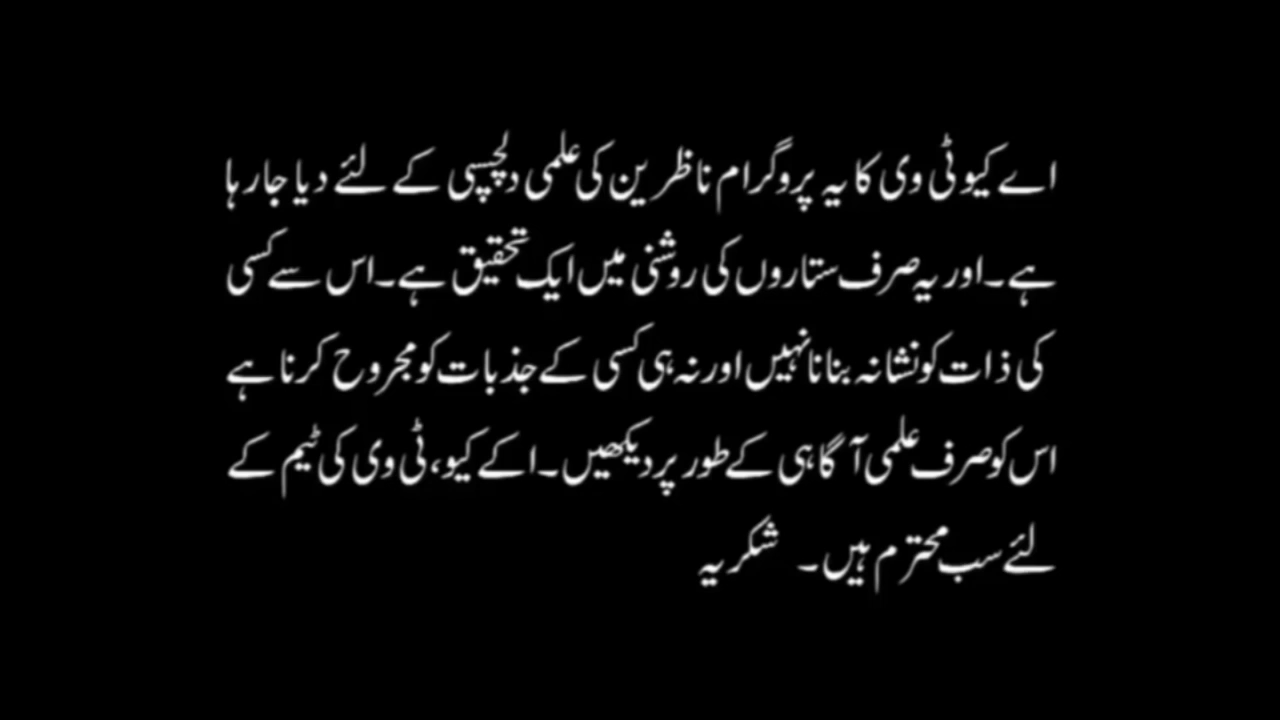 اے کیو ٹی وی کا یہ پروگرام ناظرین کی علمی دلچسپی کے لئے دیا جارہا
ہے۔ اور یہ صرف ستاروں کی روشنی میں ایک تحقیق ہے۔ اس سے کسی
کی ذات کو نشانہ بنانا نہیں اور نہ ہی کسی کے جذبات کو مجروح کرنا ہے
اس کو صرف علمی آگاہی کے طور پر دیکھیں۔ اکے کیو، ٹی وی کی ٹیم کے
لئے سب محترم ہیں۔ شکریہ